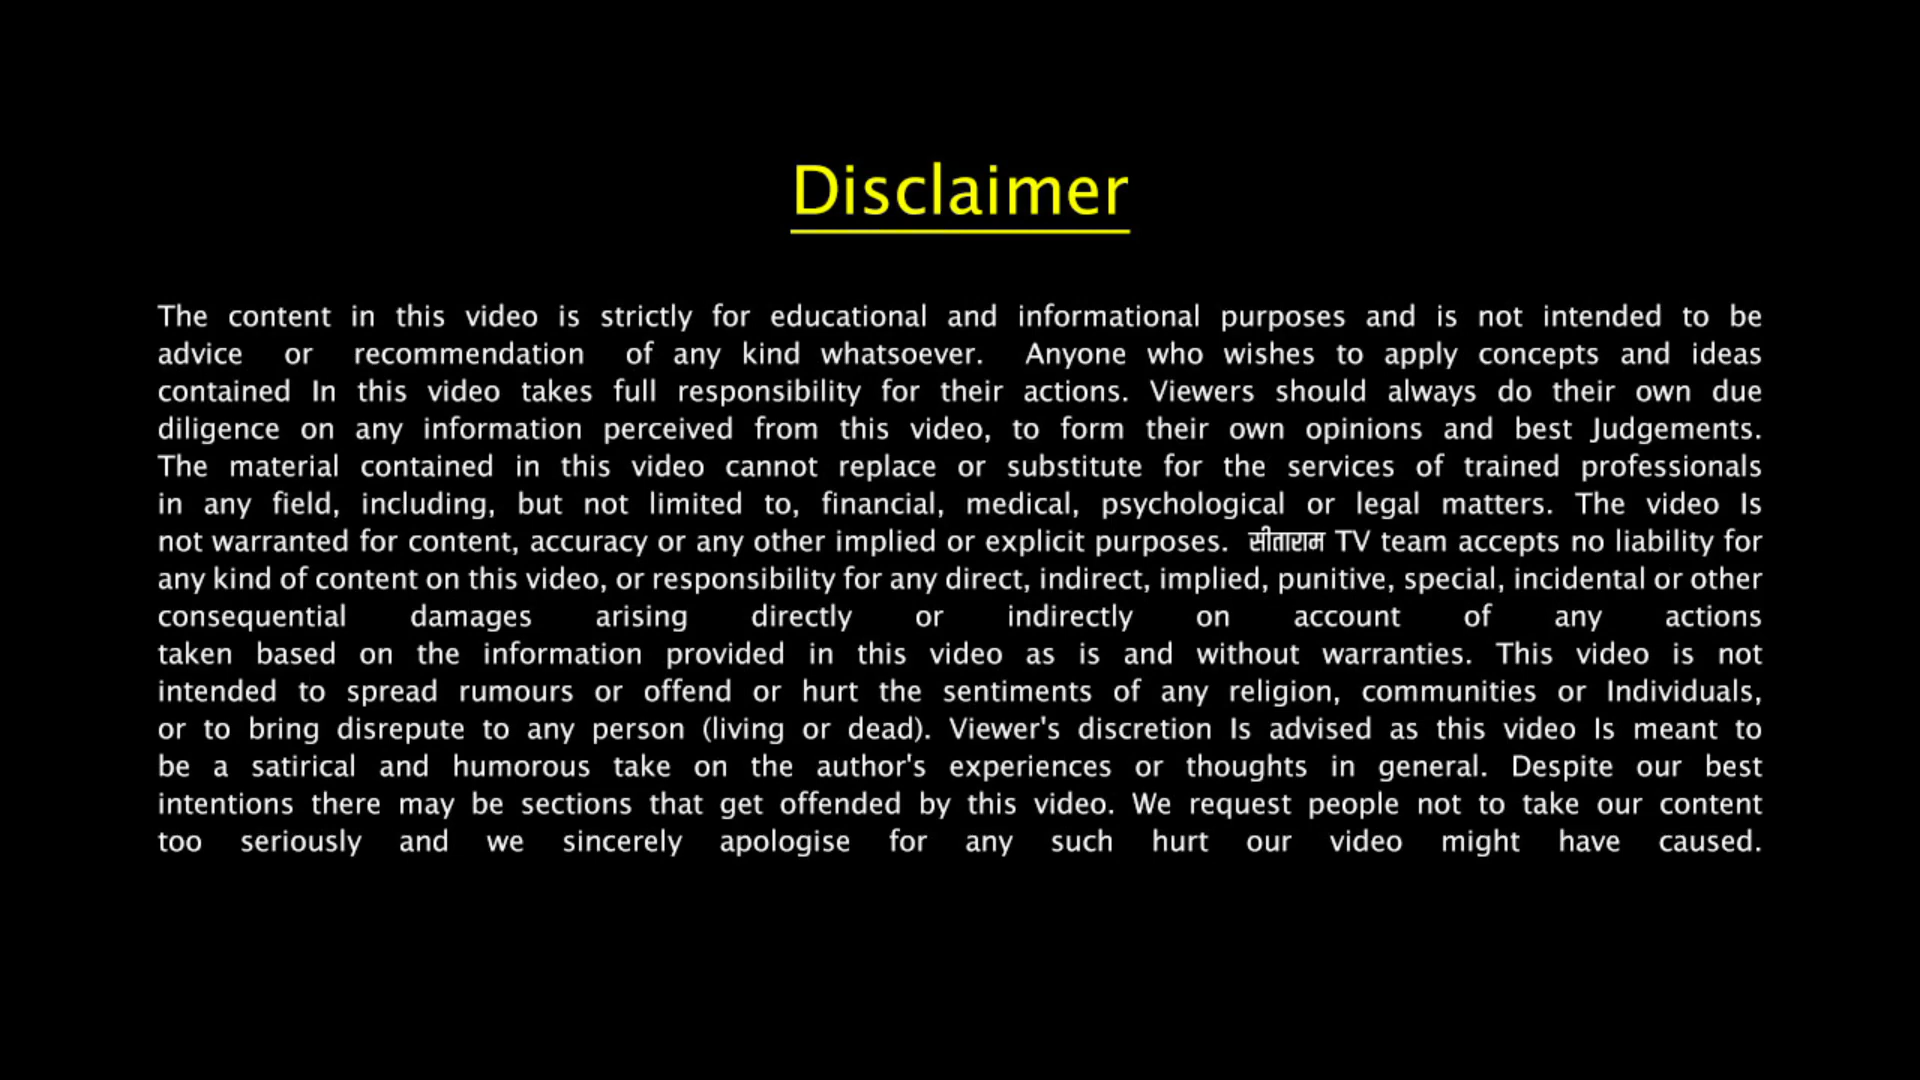 Disclaimer
The content in this video is strictly for educational and informational purposes and is not intended to be
advice or recommendation of any kind whatsoever. Anyone who wishes to apply concepts and ideas
contained In this video takes full responsibility for their actions. Viewers should always do their own due
diligence on any information perceived from this video, to form their own opinions and best Judgements.
The material contained in this video cannot replace or substitute for the services of trained professionals
in any field, including, but not limited to, financial, medical, psychological or legal matters. The video Is
not warranted for content, accuracy or any other implied or explicit purposes. सीताराम TV team accepts no liability for
any kind of content on this video, or responsibility for any direct, indirect, implied, punitive, special, incidental or other
consequential damages arising directly or indirectly on account of any actions
taken based on the information provided in this video as is and without warranties. This video is not
intended to spread rumours or offend or hurt the sentiments of any religion, communities or Individuals,
or to bring disrepute to any person (living or dead). Viewer's discretion Is advised as this video Is meant to
be a satirical and humorous take on the author's experiences or thoughts in general. Despite our best
intentions there may be sections that get offended by this video. We request people not to take our content
too seriously and we sincerely apologise for any such hurt our video might have caused.